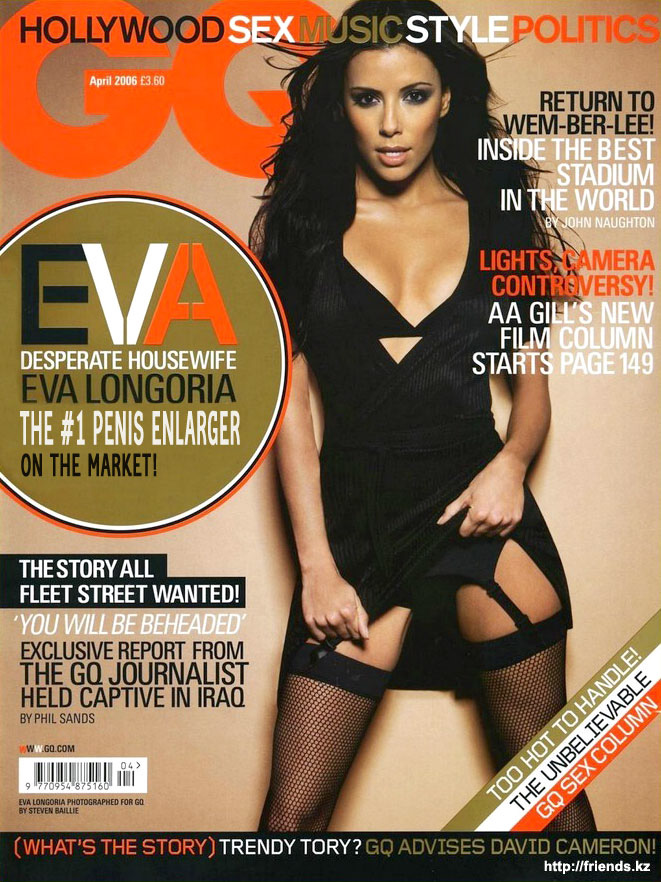 HOLLYWOOD SEX MUSIC STYLE POLITICS
GQ
April 2006 £3.60
RETURN TO
WEM-BER-LEE!
INSIDE THE BEST
STADIUM
IN THE WORLD
BY JOHN NAUGHTON
LIGHTS, CAMERA
CONTROVERSY!
AA GILL'S NEW
FILM COLUMN
STARTS PAGE 149
EVA
DESPERATE HOUSEWIFE
EVA LONGORIA
THE #1 PENIS ENLARGER
ON THE MARKET!
THE STORY ALL
FLEET STREET WANTED!
'YOU WILL BE BEHEADED'
EXCLUSIVE REPORT FROM
THE GQ JOURNALIST
HELD CAPTIVE IN IRAQ
BY PHIL SANDS
WWW.GQ.COM
04>
9 770954 875160
EVA LONGORIA PHOTOGRAPHED FOR GQ
BY STEVEN BAILLIE
TOO HOT TO HANDLE!
THE UNBELIEVABLE
GQ SEX COLUMN
(WHAT'S THE STORY) TRENDY TORY? GQ ADVISES DAVID CAMERON!
http://friends.kz